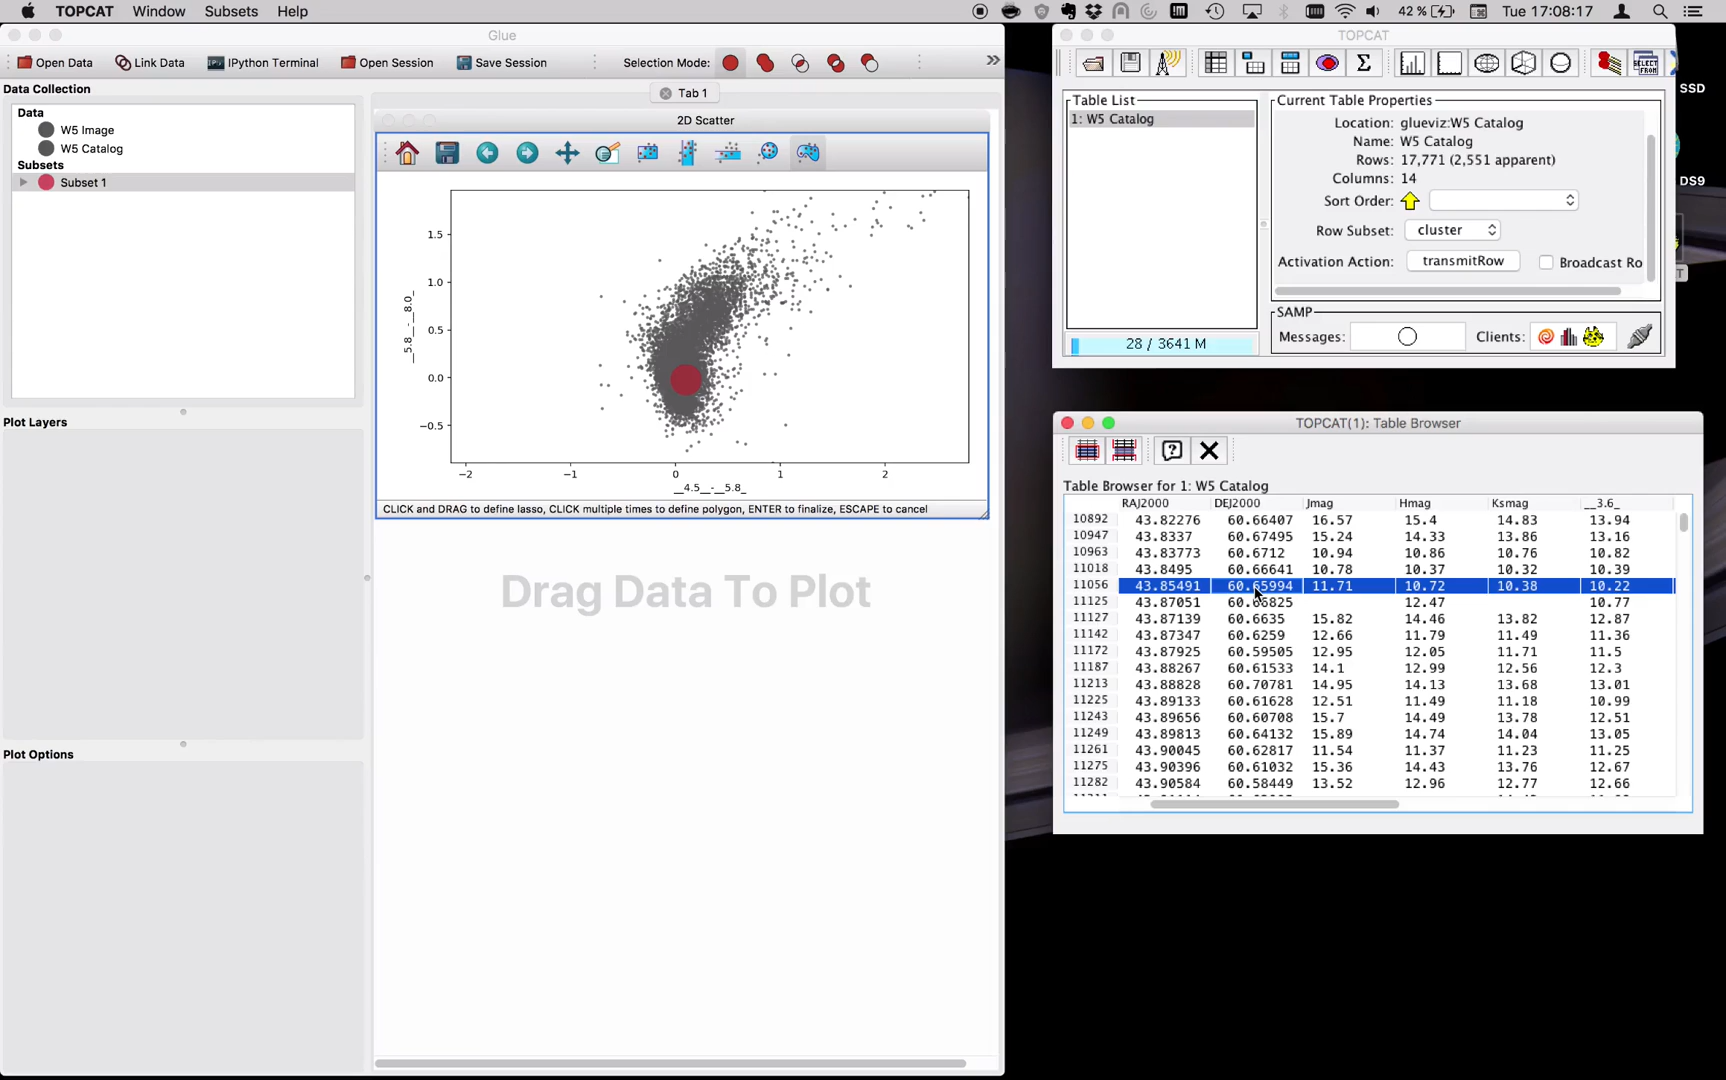 TOPCAT Window Subsets Help
42 % Tue 17:08:17
Glue
Open Data Link Data IPython Terminal Open Session Save Session Selection Mode: »
Data Collection
Data
W5 Image
W5 Catalog
Subsets
Subset 1
Plot Layers
Plot Options
Tab 1
2D Scatter
1.5
1.0
0.5
0.0
−0.5
__5.8__-__8.0_
−2 −1 0 1 2
__4.5__-__5.8_
CLICK and DRAG to define lasso, CLICK multiple times to define polygon, ENTER to finalize, ESCAPE to cancel
Drag Data To Plot
TOPCAT
SELECT FROM
Table List
1: W5 Catalog
28 / 3641 M
Current Table Properties
Location: glueviz:W5 Catalog
Name: W5 Catalog
Rows: 17,771 (2,551 apparent)
Columns: 14
Sort Order:
Row Subset: cluster
Activation Action: transmitRow Broadcast Ro
SAMP
Messages: Clients:
SSD
DS9
TOPCAT(1): Table Browser
Table Browser for 1: W5 Catalog
RAJ2000 DEJ2000 Jmag Hmag Ksmag __3.6_
10892 43.82276 60.66407 16.57 15.4 14.83 13.94
10947 43.8337 60.67495 15.24 14.33 13.86 13.16
10963 43.83773 60.6712 10.94 10.86 10.76 10.82
11018 43.8495 60.66641 10.78 10.37 10.32 10.39
11056 43.85491 60.65994 11.71 10.72 10.38 10.22
11125 43.87051 60.66825 12.47 10.77
11127 43.87139 60.6635 15.82 14.46 13.82 12.87
11142 43.87347 60.6259 12.66 11.79 11.49 11.36
11172 43.87925 60.59505 12.95 12.05 11.71 11.5
11187 43.88267 60.61533 14.1 12.99 12.56 12.3
11213 43.88828 60.70781 14.95 14.13 13.68 13.01
11225 43.89133 60.61628 12.51 11.49 11.18 10.99
11243 43.89656 60.60708 15.7 14.49 13.78 12.51
11249 43.89813 60.64132 15.89 14.74 14.04 13.05
11261 43.90045 60.62817 11.54 11.37 11.23 11.25
11275 43.90396 60.61032 15.36 14.43 13.76 12.67
11282 43.90584 60.58449 13.52 12.96 12.77 12.66